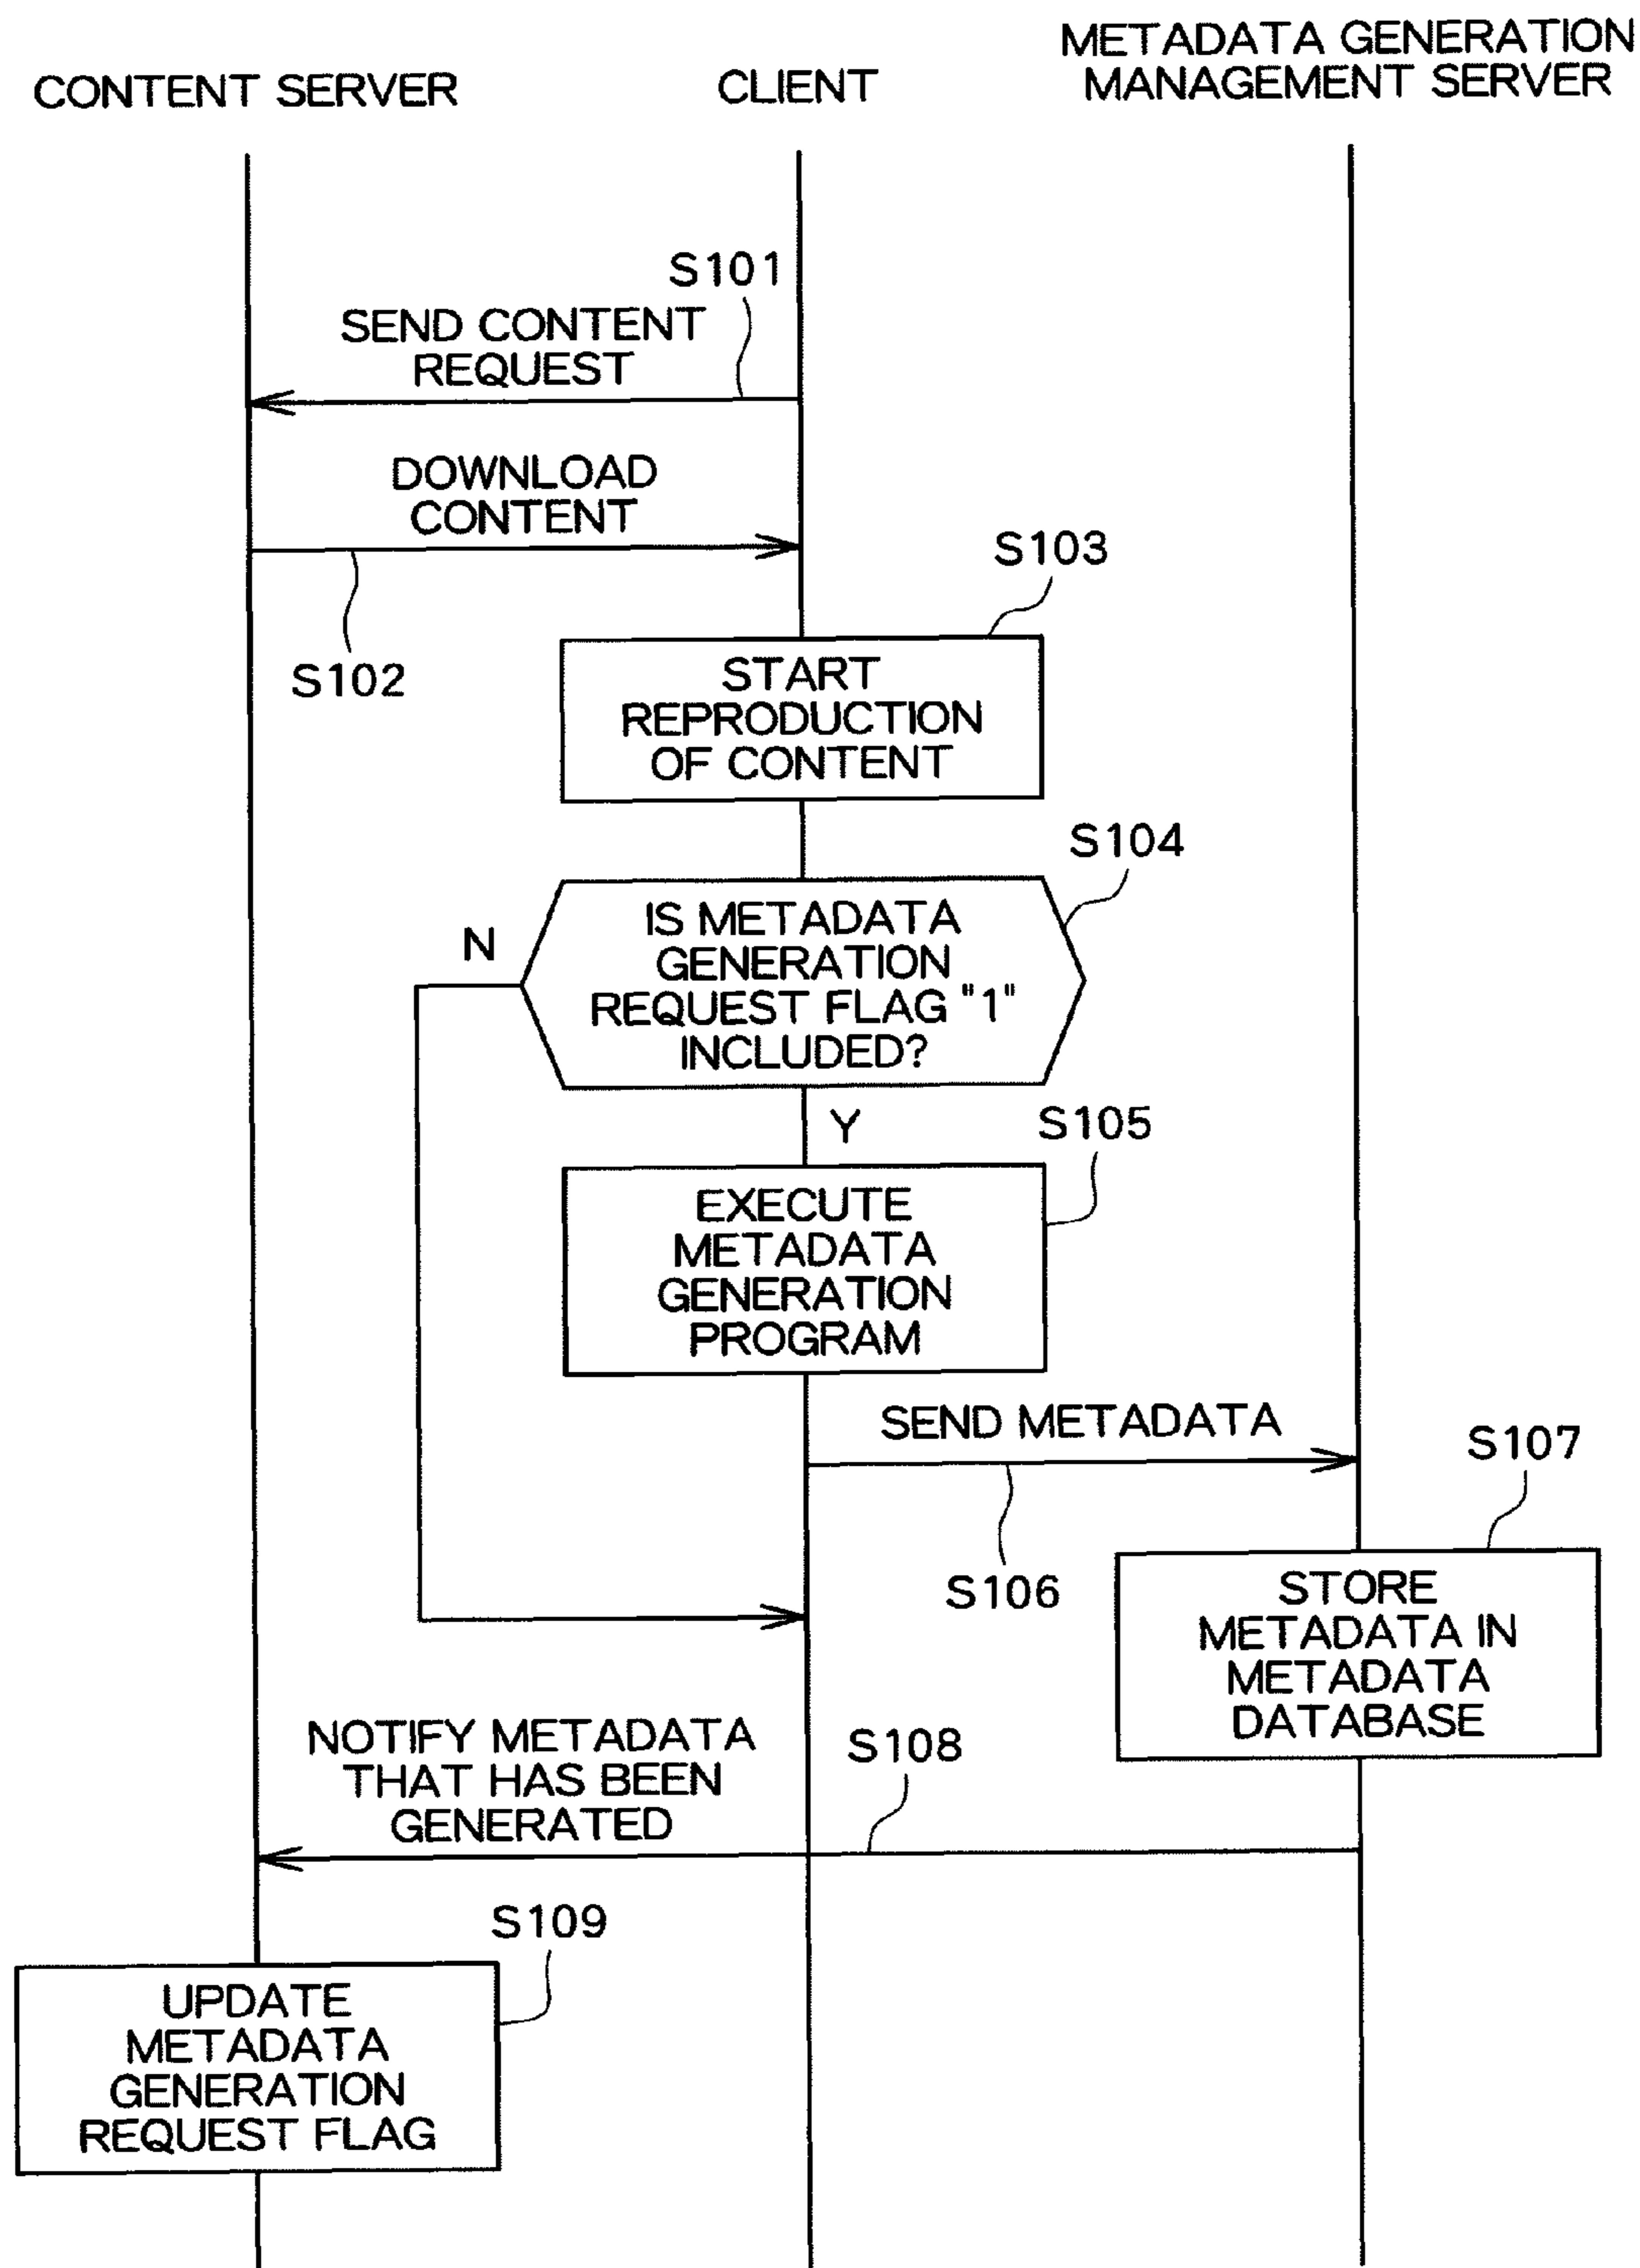 CONTENT SERVER
CLIENT
METADATA GENERATION
MANAGEMENT SERVER
S101
SEND CONTENT
REQUEST
DOWNLOAD
CONTENT
S102
S103
START
REPRODUCTION
OF CONTENT
S104
IS METADATA
GENERATION
REQUEST FLAG "1"
INCLUDED?
N
Y
S105
EXECUTE
METADATA
GENERATION
PROGRAM
SEND METADATA
S106
S107
STORE
METADATA IN
METADATA
DATABASE
NOTIFY METADATA
THAT HAS BEEN
GENERATED
S108
S109
UPDATE
METADATA
GENERATION
REQUEST FLAG